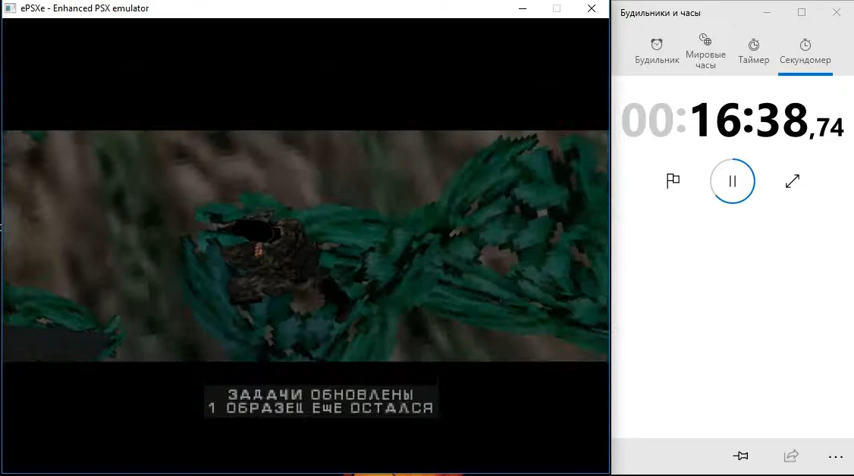 ePSXe - Enhanced PSX emulator
Будильники и часы
Будильник
Мировые часы
Таймер
Секундомер
00:16:38,74
ЗАДАЧИ ОБНОВЛЕНЫ
1 ОБРАЗЕЦ ЕЩЕ ОСТАЛСЯ